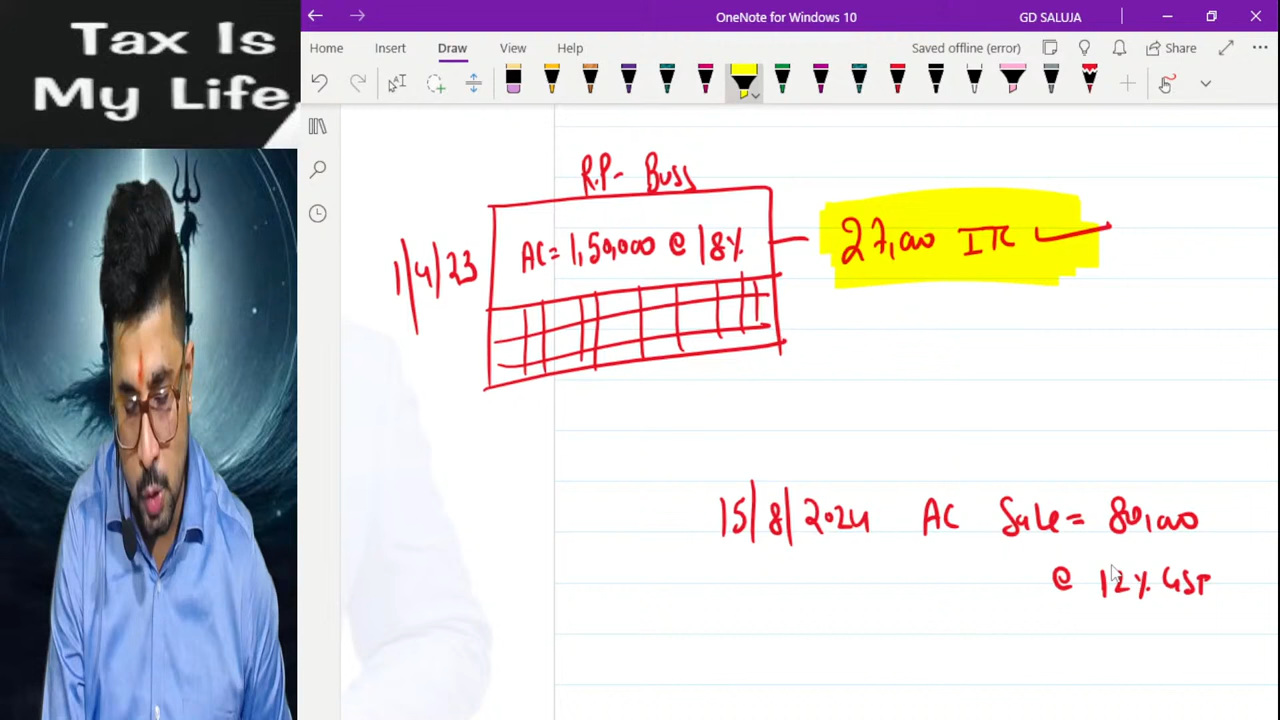 Tax Is
My Life
OneNote for Windows 10
GD SALUJA
Home Insert Draw View Help
Saved offline (error)
Share
R.P- Buss
1/4/23
AC = 1,50,000 @ 18%
27,000 ITC
15/8/2024 AC Sale = 80,000
@ 12% GST